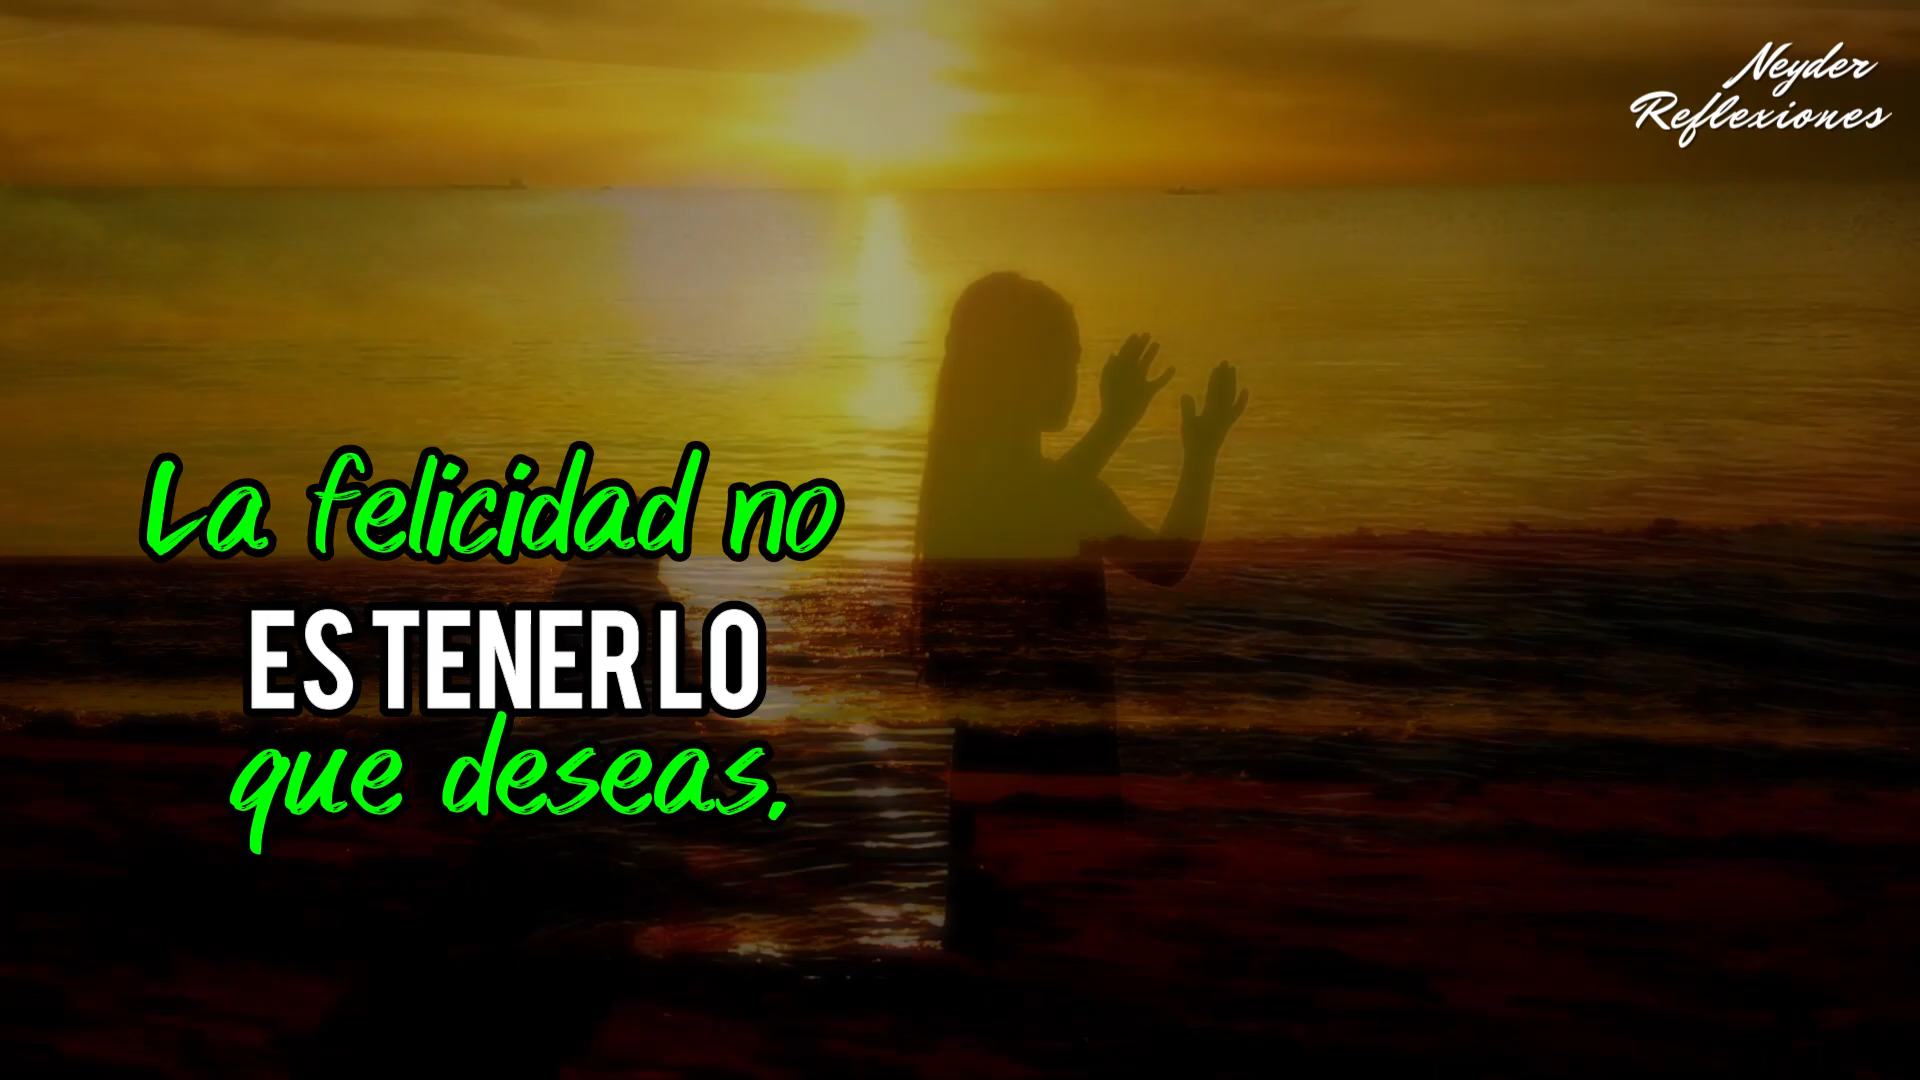 Neyder
Reflexiones
La felicidad no
ES TENER LO
que deseas,